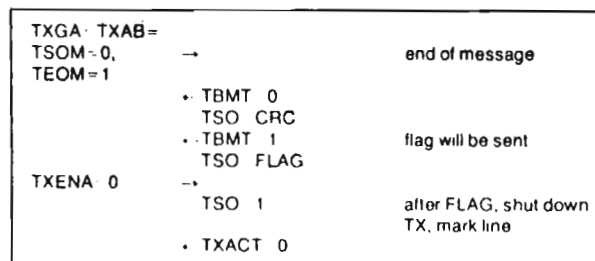 TXGA TXAB=
TSOM=0, → end of message
TEOM=1
← TBMT 0
TSO CRC
← TBMT 1 flag will be sent
TSO FLAG
TXENA 0 →
TSO 1 after FLAG, shut down
TX, mark line
← TXACT 0